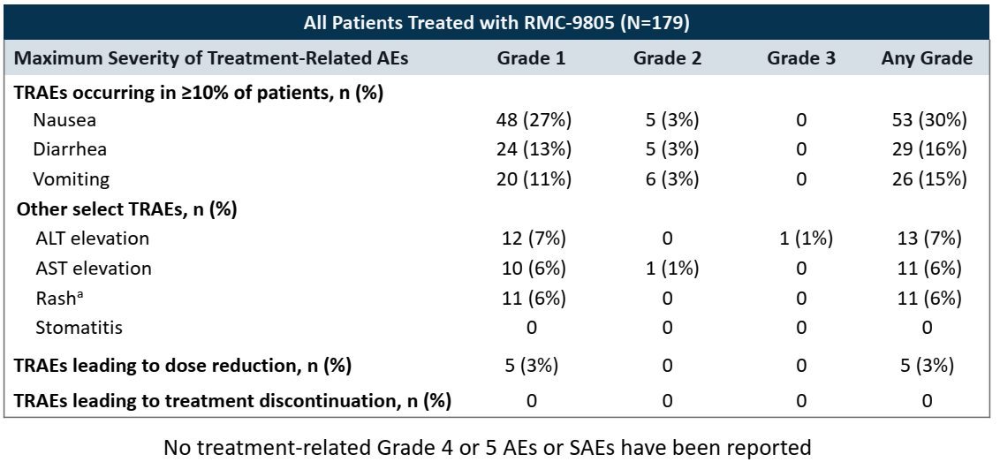 All Patients Treated with RMC-9805 (N=179)
Maximum Severity of Treatment-Related AEs Grade 1 Grade 2 Grade 3 Any Grade
TRAEs occurring in ≥10% of patients, n (%)
Nausea 48 (27%) 5 (3%) 0 53 (30%)
Diarrhea 24 (13%) 5 (3%) 0 29 (16%)
Vomiting 20 (11%) 6 (3%) 0 26 (15%)
Other select TRAEs, n (%)
ALT elevation 12 (7%) 0 1 (1%) 13 (7%)
AST elevation 10 (6%) 1 (1%) 0 11 (6%)
Rashᵃ 11 (6%) 0 0 11 (6%)
Stomatitis 0 0 0 0
TRAEs leading to dose reduction, n (%) 5 (3%) 0 0 5 (3%)
TRAEs leading to treatment discontinuation, n (%) 0 0 0 0
No treatment-related Grade 4 or 5 AEs or SAEs have been reported